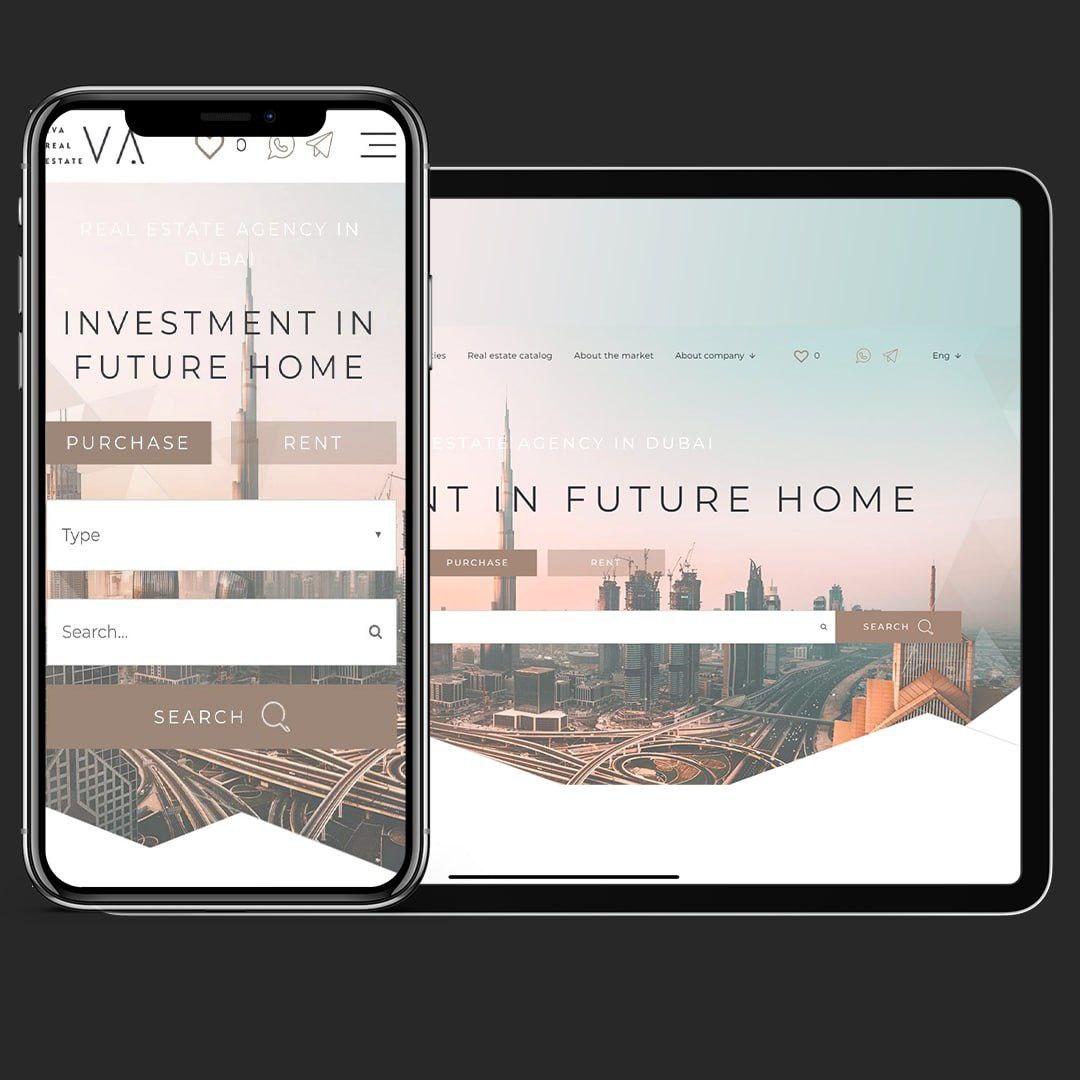 REAL
ESTATE
VA
0
REAL ESTATE AGENCY IN
DUBAI
INVESTMENT IN
FUTURE HOME
PURCHASE
RENT
Type
Search...
SEARCH
ies
Real estate catalog
About the market
About company
0
Eng
ESTATE AGENCY IN DUBAI
NT IN FUTURE HOME
PURCHASE
RENT
SEARCH